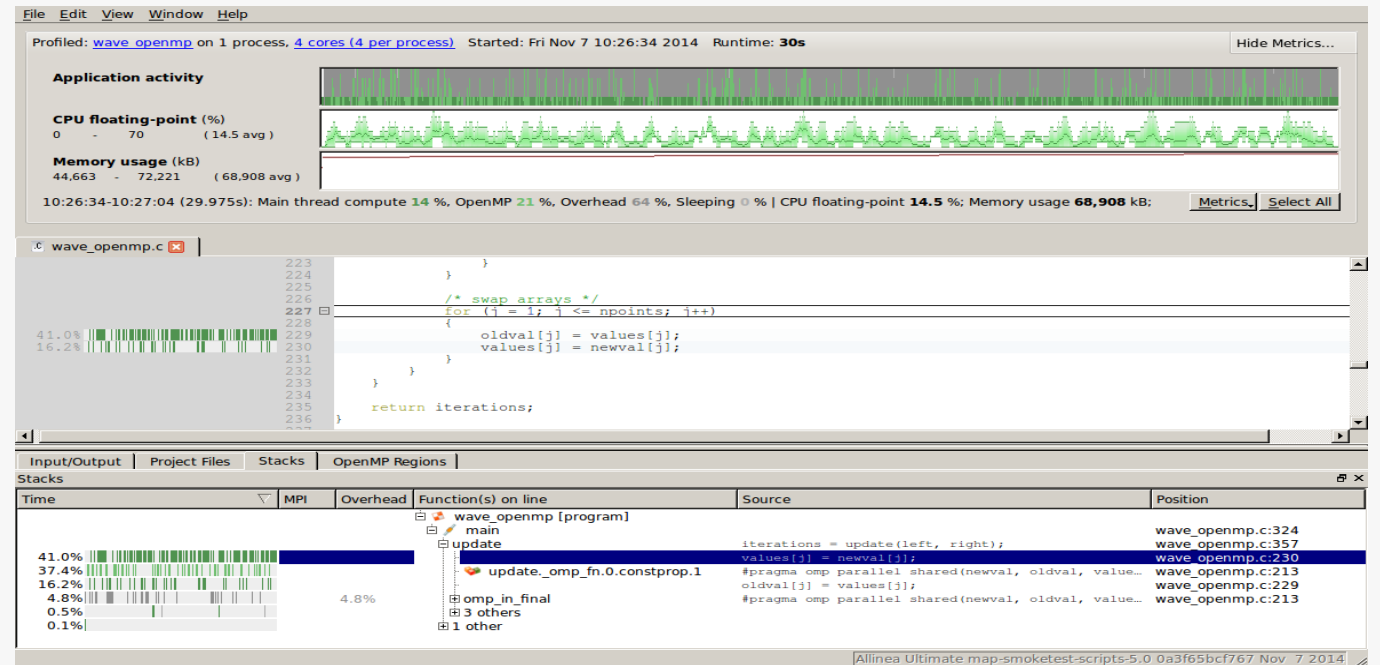 File Edit View Window Help
Profiled: wave_openmp on 1 process, 4 cores (4 per process) Started: Fri Nov 7 10:26:34 2014 Runtime: 30s Hide Metrics...
Application activity
CPU floating-point (%)
0 - 70 ( 14.5 avg )
Memory usage (kB)
44,663 - 72,221 ( 68,908 avg )
10:26:34-10:27:04 (29.975s): Main thread compute 14 %, OpenMP 21 %, Overhead 64 %, Sleeping 0 % | CPU floating-point 14.5 %; Memory usage 68,908 kB; Metrics Select All
.C wave_openmp.c
223 }
224 }
225
226 /* swap arrays */
227 for (j = 1; j <= npoints; j++)
228 {
41.0% 229 oldval[j] = values[j];
16.2% 230 values[j] = newval[j];
231 }
232 }
233 }
234
235 return iterations;
236 }
Input/Output Project Files Stacks OpenMP Regions
Stacks
Time MPI Overhead Function(s) on line Source Position
wave_openmp [program]
main wave_openmp.c:324
update iterations = update(left, right); wave_openmp.c:357
41.0% values[j] = newval[j]; wave_openmp.c:230
37.4% update._omp_fn.0.constprop.1 #pragma omp parallel shared(newval, oldval, value... wave_openmp.c:213
16.2% oldval[j] = values[j]; wave_openmp.c:229
4.8% 4.8% omp_in_final #pragma omp parallel shared(newval, oldval, value... wave_openmp.c:213
0.5% 3 others
0.1% 1 other
Allinea Ultimate map-smoketest-scripts-5.0 0a3f65bcf767 Nov 7 2014